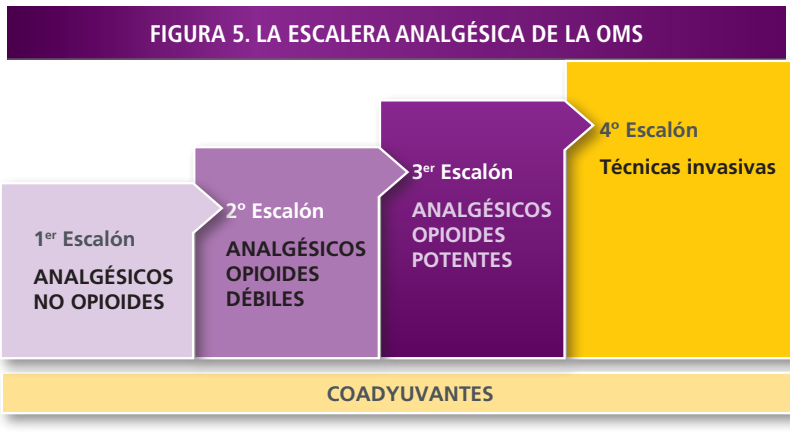 FIGURA 5. LA ESCALERA ANALGÉSICA DE LA OMS
1er Escalón
ANALGÉSICOS
NO OPIOIDES
2º Escalón
ANALGÉSICOS
OPIOIDES
DÉBILES
3er Escalón
ANALGÉSICOS
OPIOIDES
POTENTES
4º Escalón
Técnicas invasivas
COADYUVANTES